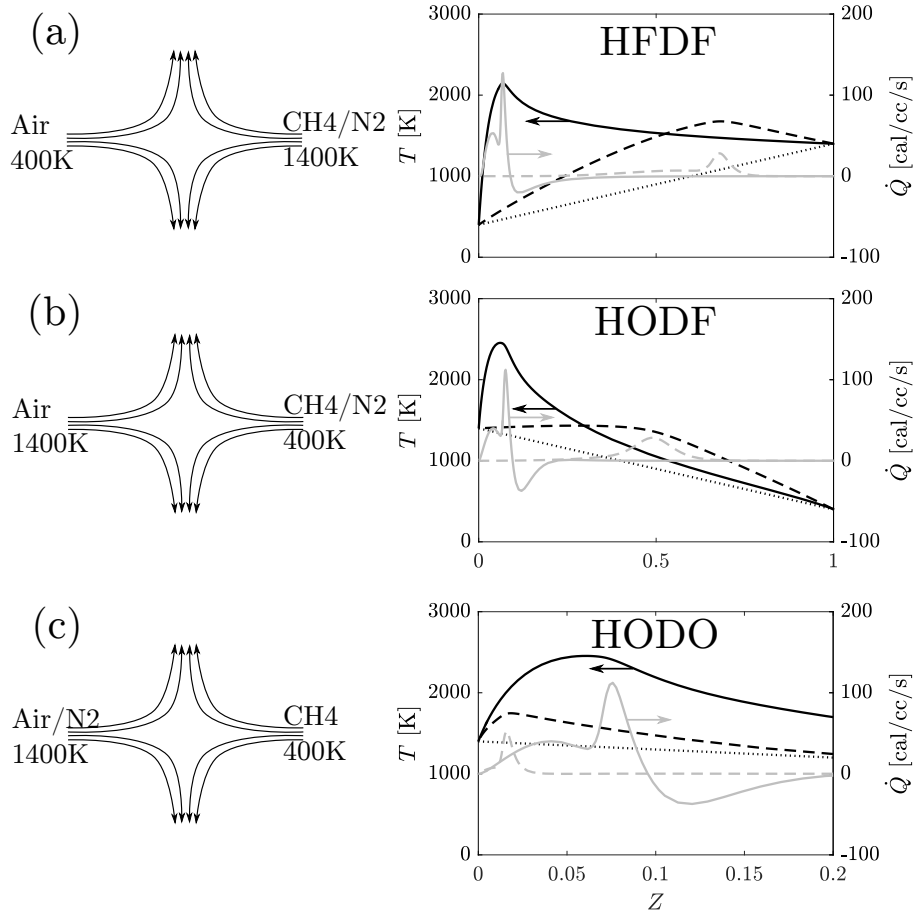 (a)
Air
400K
CH4/N2
1400K
HFDF
3000
2000
1000
0
T [K]
200
100
0
-100
Q̇ [cal/cc/s]
(b)
Air
1400K
CH4/N2
400K
HODF
3000
2000
1000
0
T [K]
200
100
0
-100
Q̇ [cal/cc/s]
0 0.5 1
(c)
Air/N2
1400K
CH4
400K
HODO
3000
2000
1000
0
T [K]
200
100
0
-100
Q̇ [cal/cc/s]
0 0.05 0.1 0.15 0.2
Z